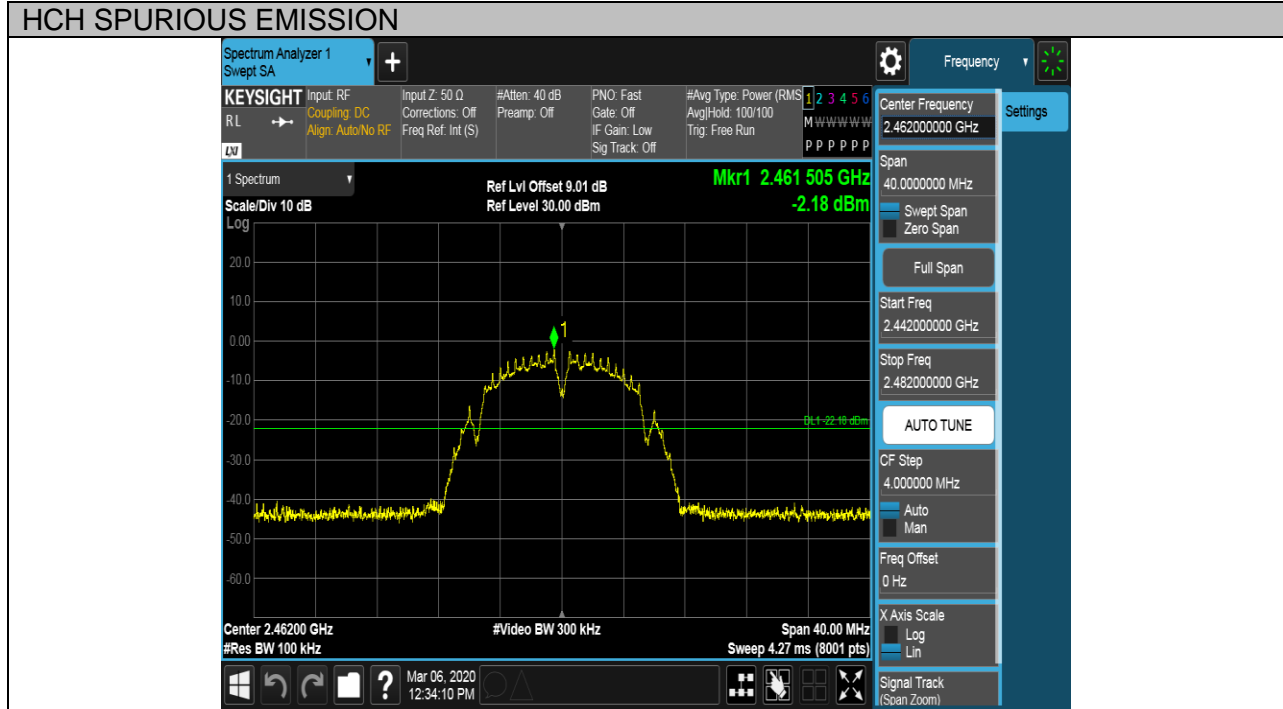 HCH SPURIOUS EMISSION
Spectrum Analyzer 1
Swept SA
Frequency
KEYSIGHT
RL
LXI
Input: RF
Coupling: DC
Align: Auto/No RF
Input Z: 50 Ω
Corrections: Off
Freq Ref: Int (S)
#Atten: 40 dB
Preamp: Off
PNO: Fast
Gate: Off
IF Gain: Low
Sig Track: Off
#Avg Type: Power (RMS
Avg|Hold: 100/100
Trig: Free Run
1 2 3 4 5 6
M W W W W W
P P P P P P
1 Spectrum
Scale/Div 10 dB
Log
Ref Lvl Offset 9.01 dB
Ref Level 30.00 dBm
Mkr1 2.461 505 GHz
-2.18 dBm
20.0
10.0
0.00
-10.0
-20.0
-30.0
-40.0
-50.0
-60.0
1
DL1 -22.18 dBm
Center 2.46200 GHz
#Res BW 100 kHz
#Video BW 300 kHz
Span 40.00 MHz
Sweep 4.27 ms (8001 pts)
?
Mar 06, 2020
12:34:10 PM
Center Frequency
2.462000000 GHz
Settings
Span
40.0000000 MHz
Swept Span
Zero Span
Full Span
Start Freq
2.442000000 GHz
Stop Freq
2.482000000 GHz
AUTO TUNE
CF Step
4.000000 MHz
Auto
Man
Freq Offset
0 Hz
X Axis Scale
Log
Lin
Signal Track
(Span Zoom)